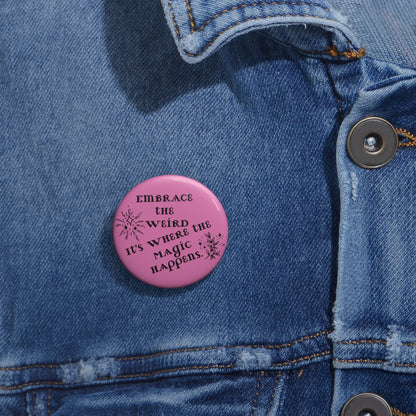 EMBRACE
THE
WEIRD
IT'S WHERE THE
MAGIC
HAPPENS.